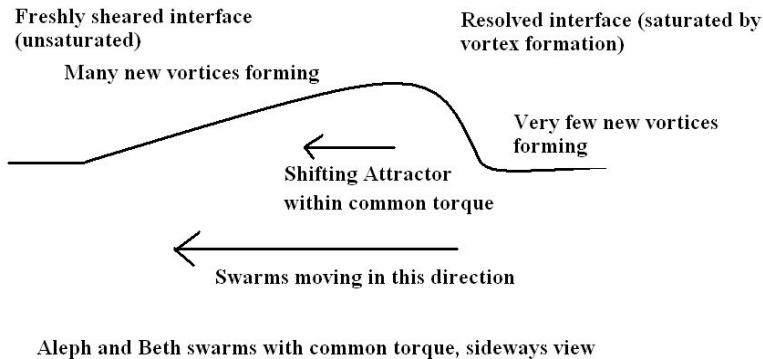 Freshly sheared interface
(unsaturated)
Resolved interface (saturated by
vortex formation)
Many new vortices forming
Very few new vortices
forming
Shifting Attractor
within common torque
Swarms moving in this direction
Aleph and Beth swarms with common torque, sideways view